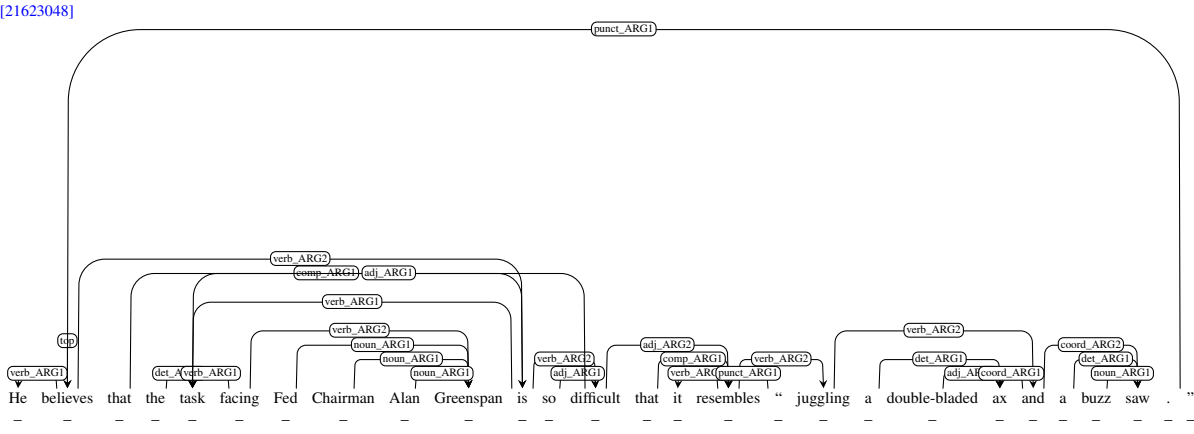 [21623048]
punct_ARG1
verb_ARG2
comp_ARG1 adj_ARG1
verb_ARG1
verb_ARG2 verb_ARG2
top noun_ARG1 adj_ARG2 coord_ARG2
noun_ARG1 verb_ARG2 comp_ARG1 verb_ARG2 det_ARG1 det_ARG1
verb_ARG1 verb_ARG1 noun_ARG1 adj_ARG1 punct_ARG1 coord_ARG1 noun_ARG1
He believes that the task facing Fed Chairman Alan Greenspan is so difficult that it resembles “ juggling a double-bladed ax and a buzz saw . ”